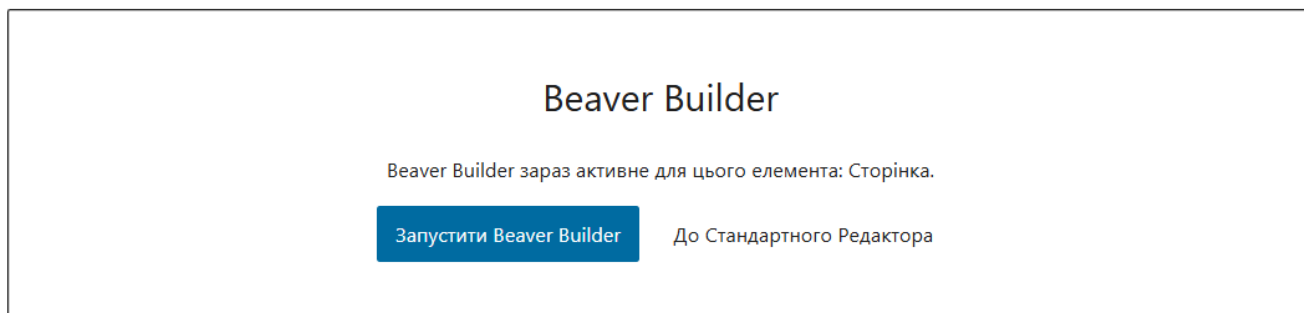 Beaver Builder
Beaver Builder зараз активне для цього елемента: Сторінка.
Запустити Beaver Builder До Стандартного Редактора